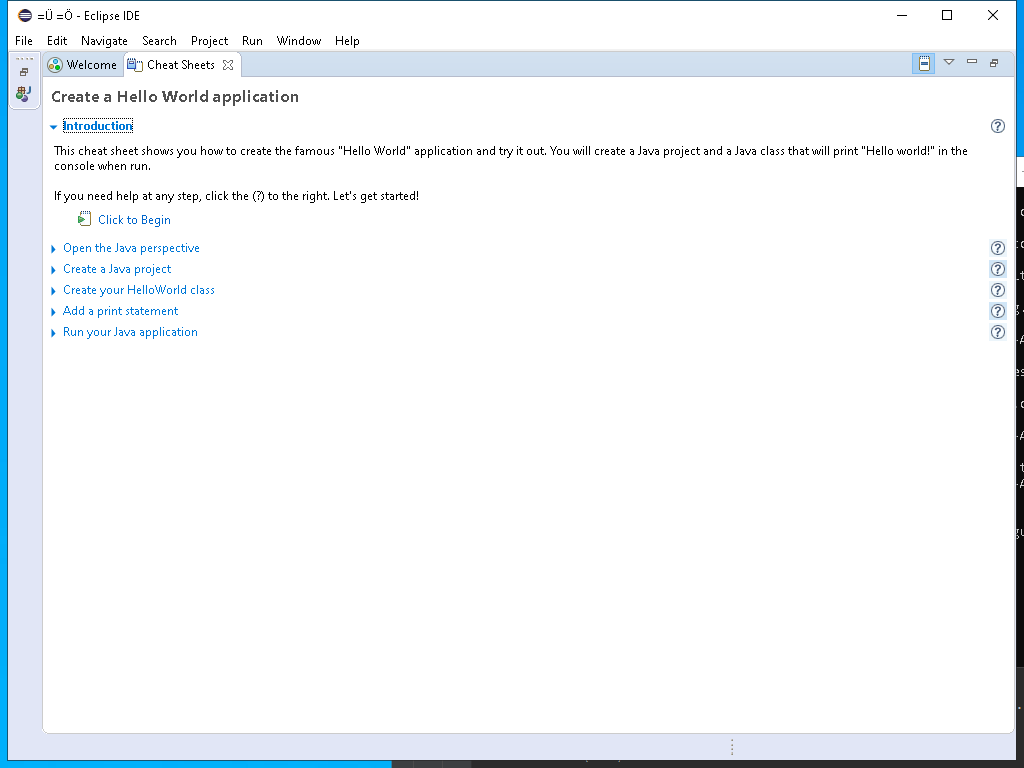 =Ü =Ö - Eclipse IDE
File Edit Navigate Search Project Run Window Help
Welcome Cheat Sheets
Create a Hello World application
Introduction
This cheat sheet shows you how to create the famous "Hello World" application and try it out. You will create a Java project and a Java class that will print "Hello world!" in the
console when run.
If you need help at any step, click the (?) to the right. Let's get started!
Click to Begin
Open the Java perspective
Create a Java project
Create your HelloWorld class
Add a print statement
Run your Java application